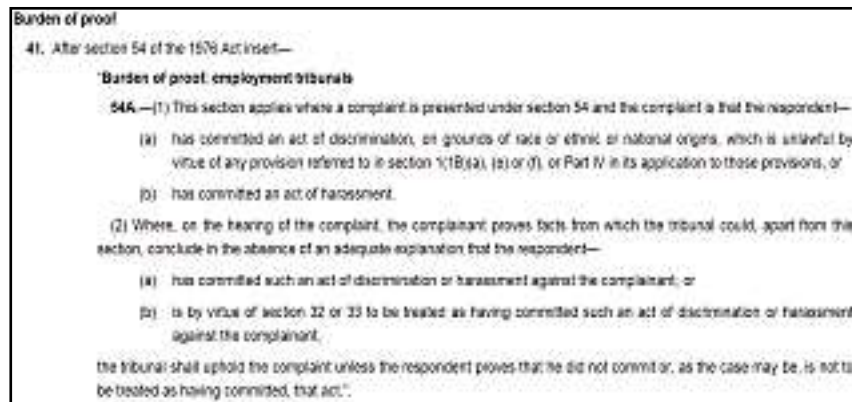 Burden of proof
41. After section 54 of the 1976 Act insert—
"Burden of proof: employment tribunals
54A.—(1) This section applies where a complaint is presented under section 54 and the complaint is that the respondent—
(a) has committed an act of discrimination, on grounds of race or ethnic or national origins, which is unlawful by
virtue of any provision referred to in section 1(1B)(a), (e) or (f), or Part IV in its application to those provisions, or
(b) has committed an act of harassment.
(2) Where, on the hearing of the complaint, the complainant proves facts from which the tribunal could, apart from this
section, conclude in the absence of an adequate explanation that the respondent—
(a) has committed such an act of discrimination or harassment against the complainant, or
(b) is by virtue of section 32 or 33 to be treated as having committed such an act of discrimination or harassment
against the complainant,
the tribunal shall uphold the complaint unless the respondent proves that he did not commit or, as the case may be, is not to
be treated as having committed, that act.".